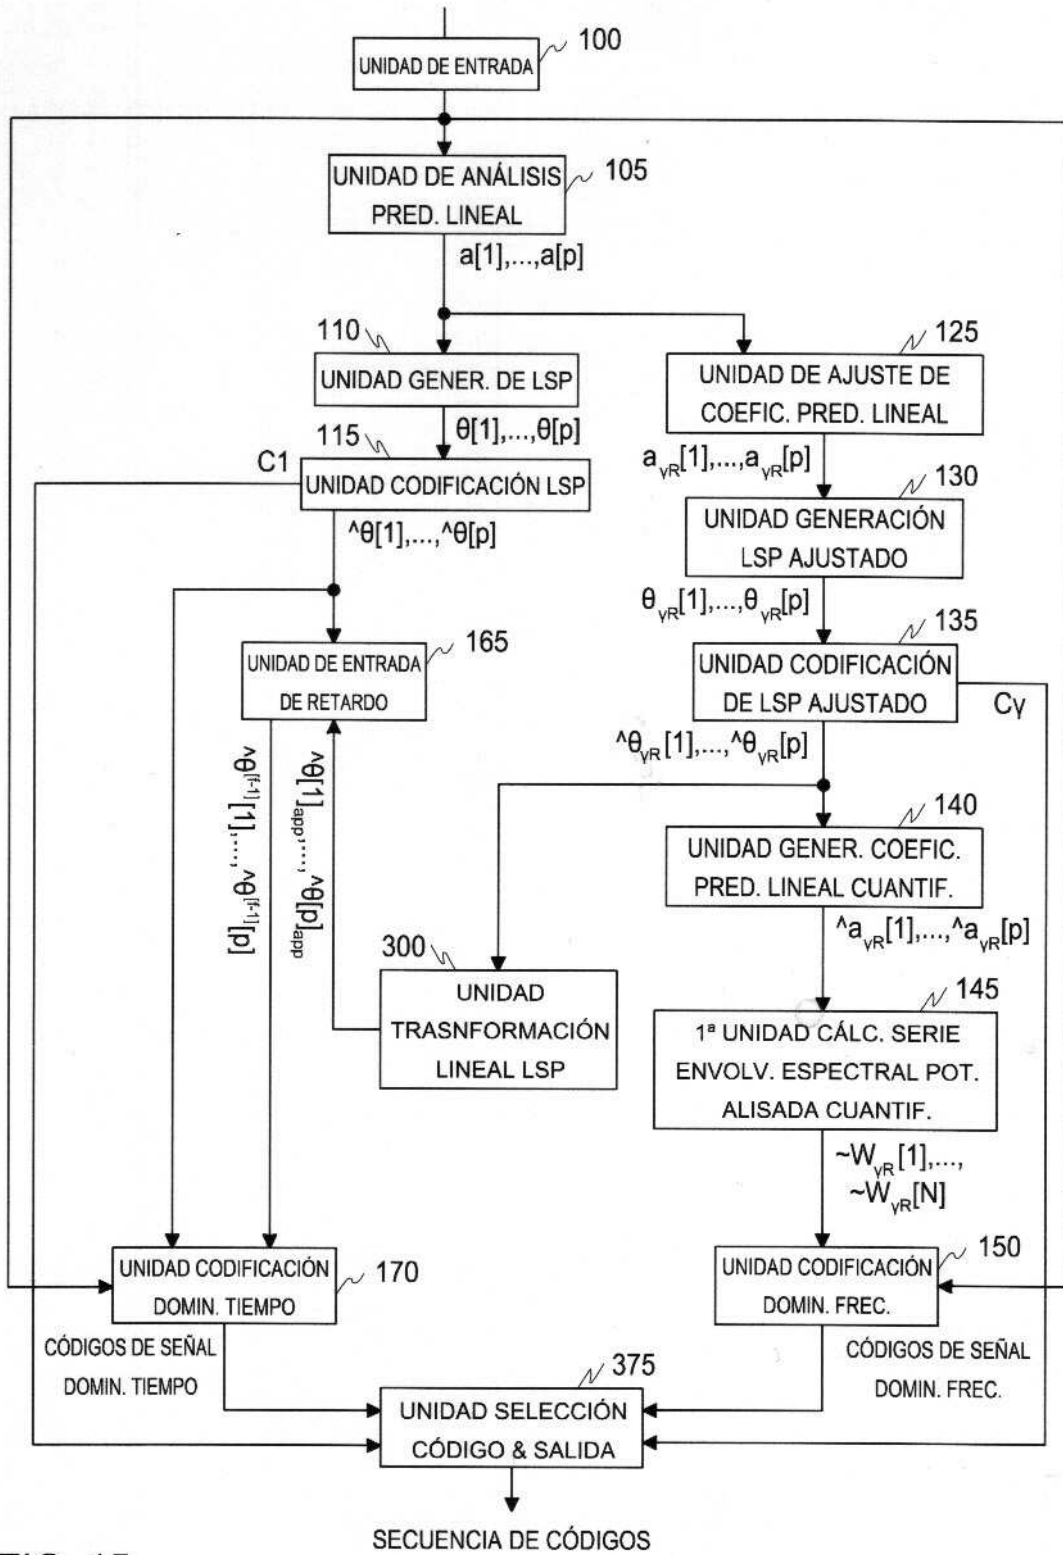 100
UNIDAD DE ENTRADA
UNIDAD DE ANÁLISIS
PRED. LINEAL
105
a[1],...,a[p]
110
UNIDAD GENER. DE LSP
125
UNIDAD DE AJUSTE DE
COEFIC. PRED. LINEAL
θ[1],...,θ[p]
115
C1
UNIDAD CODIFICACIÓN LSP
^θ[1],...,^θ[p]
a_γR[1],...,a_γR[p]
130
UNIDAD GENERACIÓN
LSP AJUSTADO
θ_γR[1],...,θ_γR[p]
135
UNIDAD CODIFICACIÓN
DE LSP AJUSTADO
Cγ
165
UNIDAD DE ENTRADA
DE RETARDO
^θ_γR[1],...,^θ_γR[p]
^θ^[f-1][1],...,^θ^[f-1][p]
^θ[1]_app,...,^θ[p]_app
140
UNIDAD GENER. COEFIC.
PRED. LINEAL CUANTIF.
^a_γR[1],...,^a_γR[p]
300
UNIDAD
TRASNFORMACIÓN
LINEAL LSP
145
1ª UNIDAD CÁLC. SERIE
ENVOLV. ESPECTRAL POT.
ALISADA CUANTIF.
~W_γR[1],...,
~W_γR[N]
UNIDAD CODIFICACIÓN
DOMIN. TIEMPO
170
150
UNIDAD CODIFICACIÓN
DOMIN. FREC.
CÓDIGOS DE SEÑAL
DOMIN. TIEMPO
CÓDIGOS DE SEÑAL
DOMIN. FREC.
375
UNIDAD SELECCIÓN
CÓDIGO & SALIDA
SECUENCIA DE CÓDIGOS